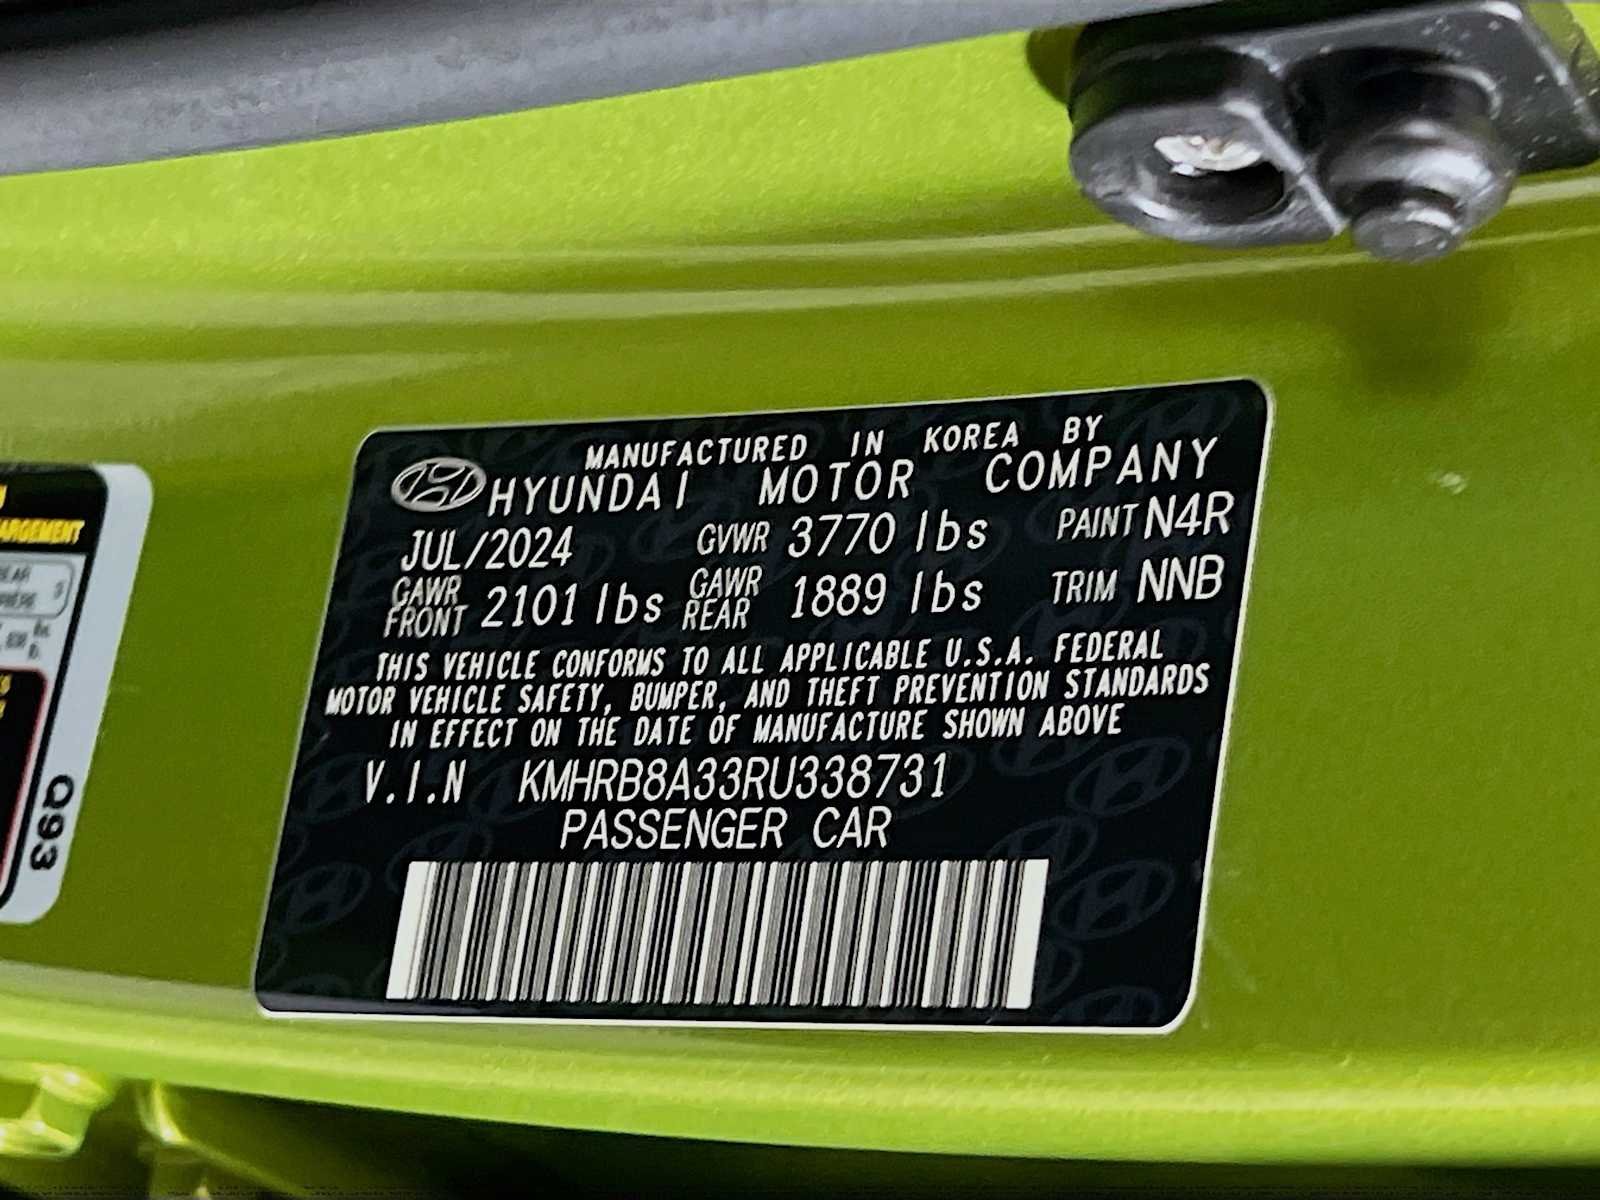 MANUFACTURED IN KOREA BY
HYUNDAI MOTOR COMPANY
JUL/2024 GVWR 3770 lbs PAINT N4R
GAWR FRONT 2101 lbs GAWR REAR 1889 lbs TRIM NNB
THIS VEHICLE CONFORMS TO ALL APPLICABLE U.S.A. FEDERAL
MOTOR VEHICLE SAFETY, BUMPER, AND THEFT PREVENTION STANDARDS
IN EFFECT ON THE DATE OF MANUFACTURE SHOWN ABOVE
V.I.N KMHRB8A33RU338731
PASSENGER CAR
Q93